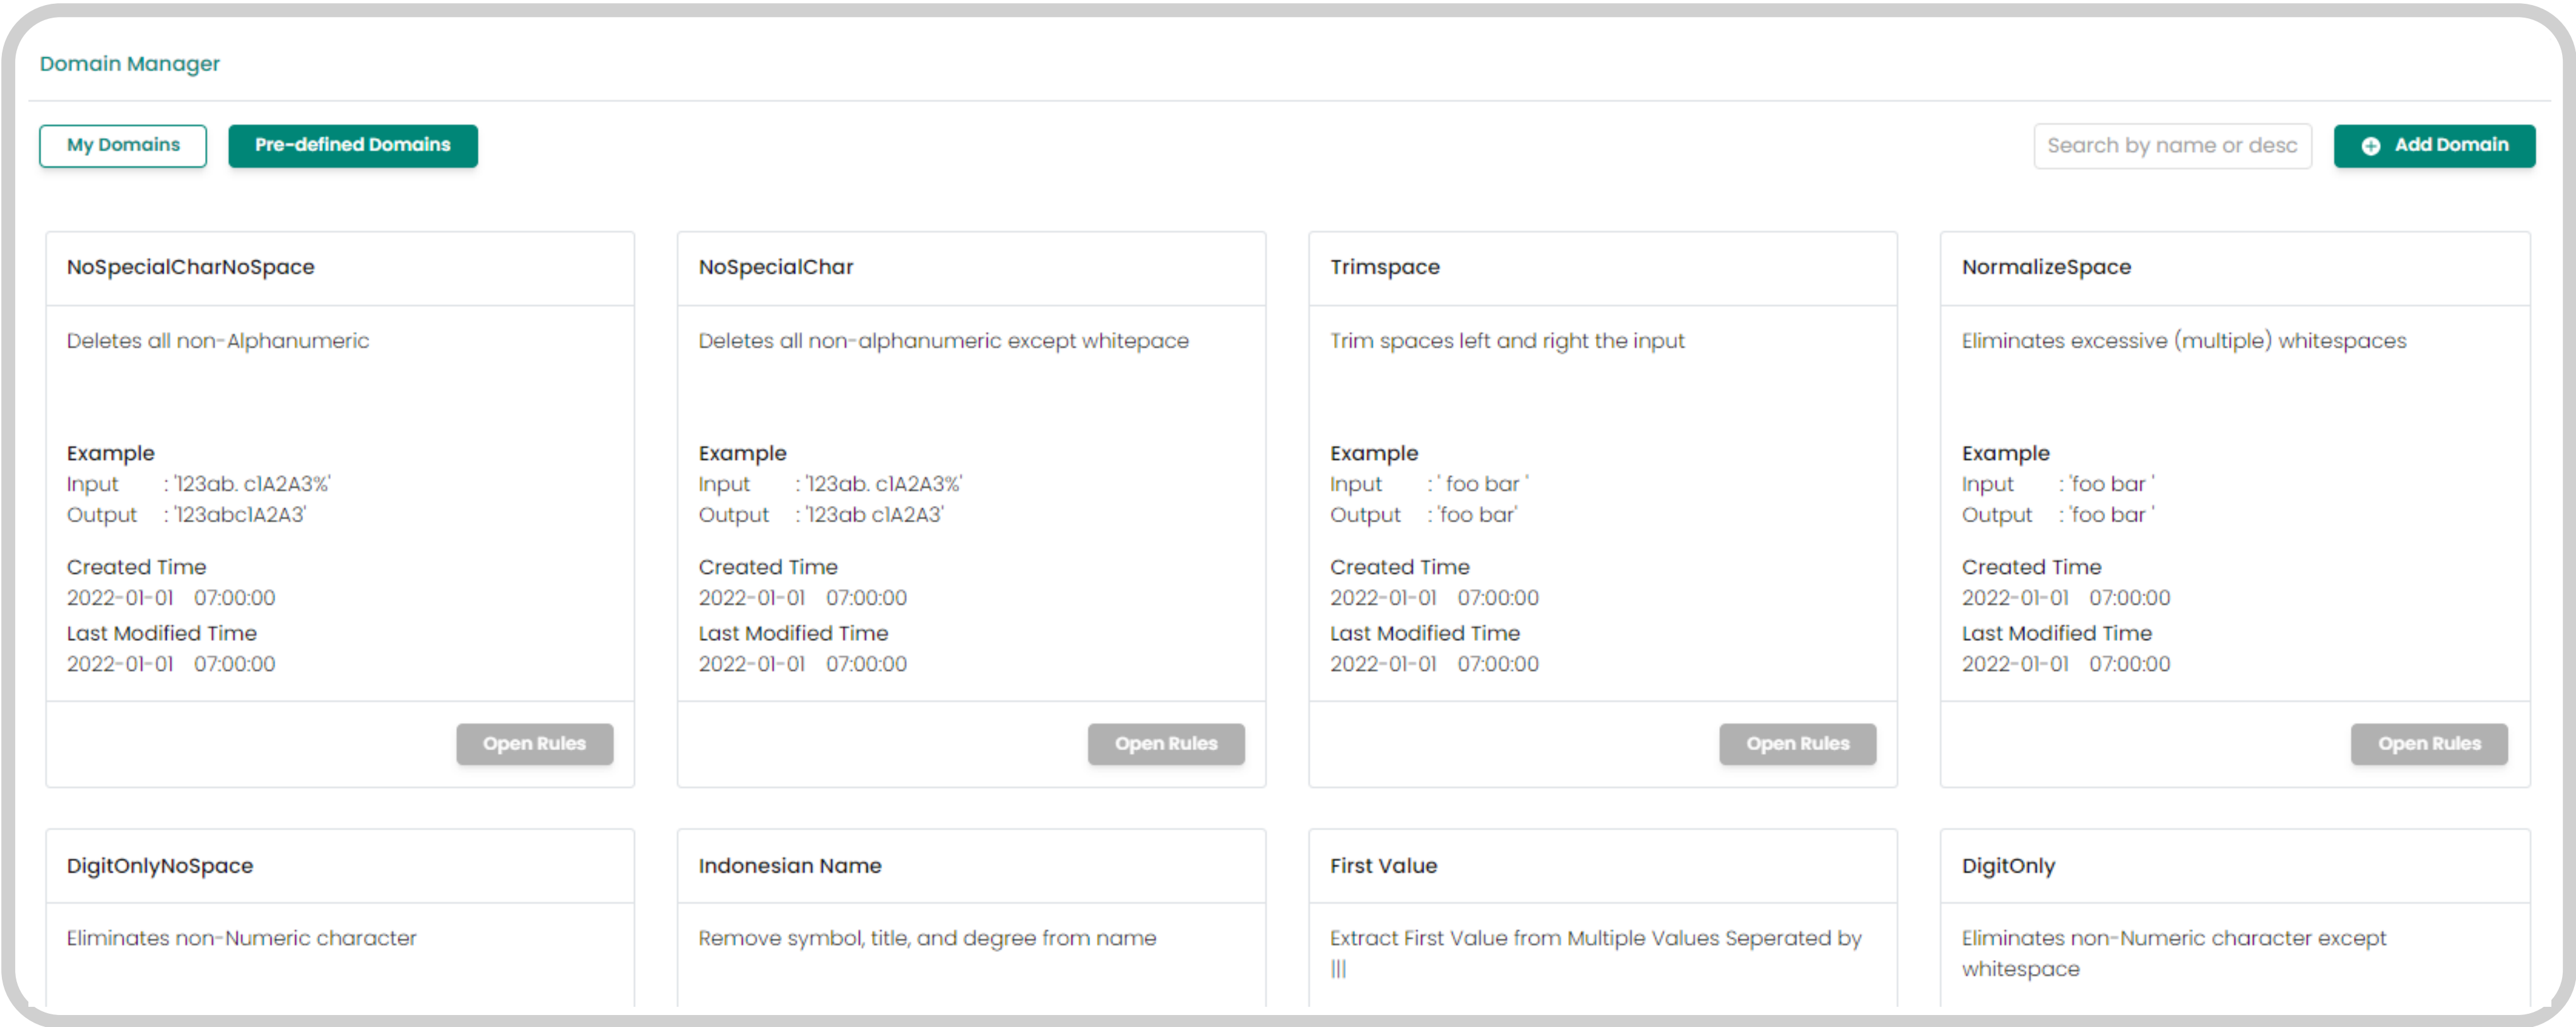 Domain Manager
My Domains
Pre-defined Domains
Search by name or desc
Add Domain
NoSpecialCharNoSpace
Deletes all non-Alphanumeric
Example
Input : '123ab. c1A2A3%'
Output : '123abc1A2A3'
Created Time
2022-01-01 07:00:00
Last Modified Time
2022-01-01 07:00:00
Open Rules
NoSpecialChar
Deletes all non-alphanumeric except whitepace
Example
Input : '123ab. c1A2A3%'
Output : '123ab c1A2A3'
Created Time
2022-01-01 07:00:00
Last Modified Time
2022-01-01 07:00:00
Open Rules
Trimspace
Trim spaces left and right the input
Example
Input : ' foo bar '
Output : 'foo bar'
Created Time
2022-01-01 07:00:00
Last Modified Time
2022-01-01 07:00:00
Open Rules
NormalizeSpace
Eliminates excessive (multiple) whitespaces
Example
Input : 'foo bar '
Output : 'foo bar '
Created Time
2022-01-01 07:00:00
Last Modified Time
2022-01-01 07:00:00
Open Rules
DigitOnlyNoSpace
Eliminates non-Numeric character
Indonesian Name
Remove symbol, title, and degree from name
First Value
Extract First Value from Multiple Values Seperated by
|||
DigitOnly
Eliminates non-Numeric character except
whitespace